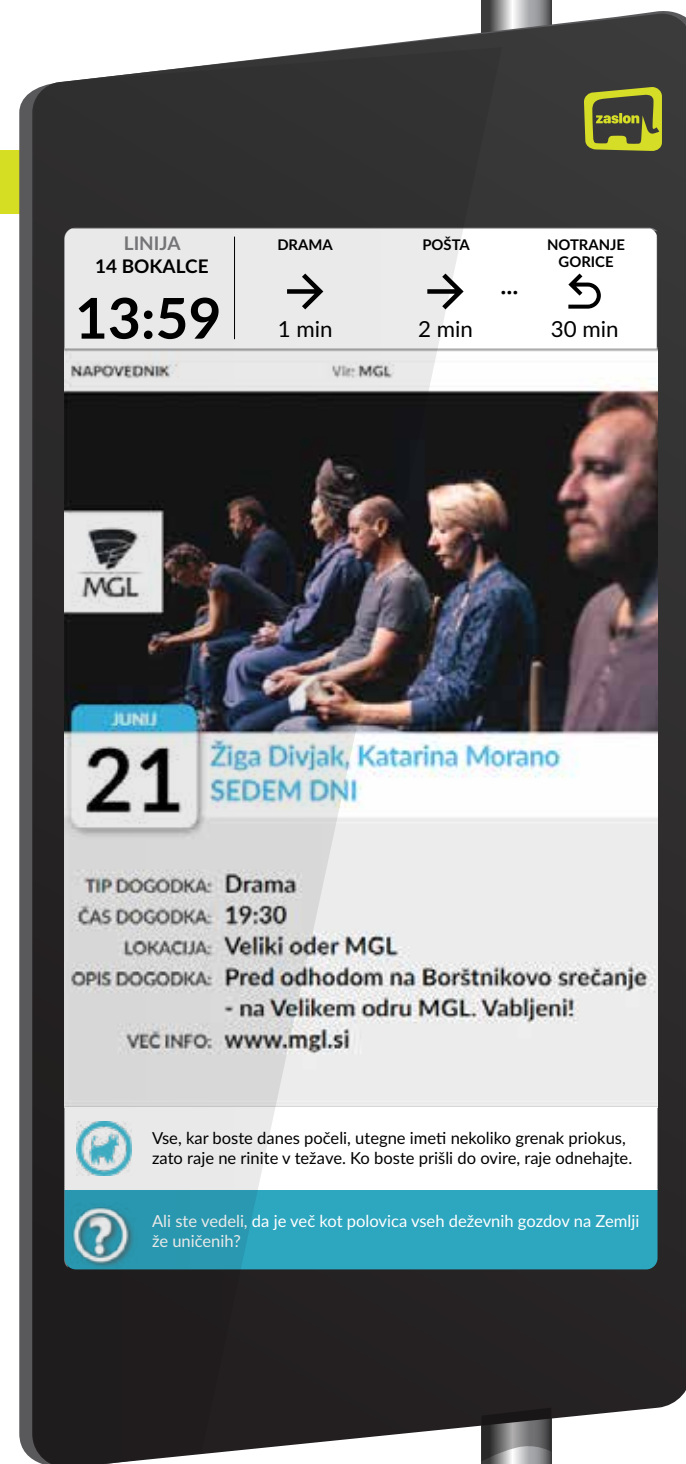 zaslon
LINIJA
14 BOKALCE
13:59
DRAMA
1 min
POŠTA
2 min
...
NOTRANJE
GORICE
30 min
NAPOVEDNIK
Vir: MGL
MGL
JUNIJ
21
Žiga Divjak, Katarina Morano
SEDEM DNI
TIP DOGODKA: Drama
ČAS DOGODKA: 19:30
LOKACIJA: Veliki oder MGL
OPIS DOGODKA: Pred odhodom na Borštnikovo srečanje
- na Velikem odru MGL. Vabljeni!
VEČ INFO: www.mgl.si
Vse, kar boste danes počeli, utegne imeti nekoliko grenak priokus,
zato raje ne rinite v težave. Ko boste prišli do ovire, raje odnehajte.
Ali ste vedeli, da je več kot polovica vseh deževnih gozdov na Zemlji
že uničenih?